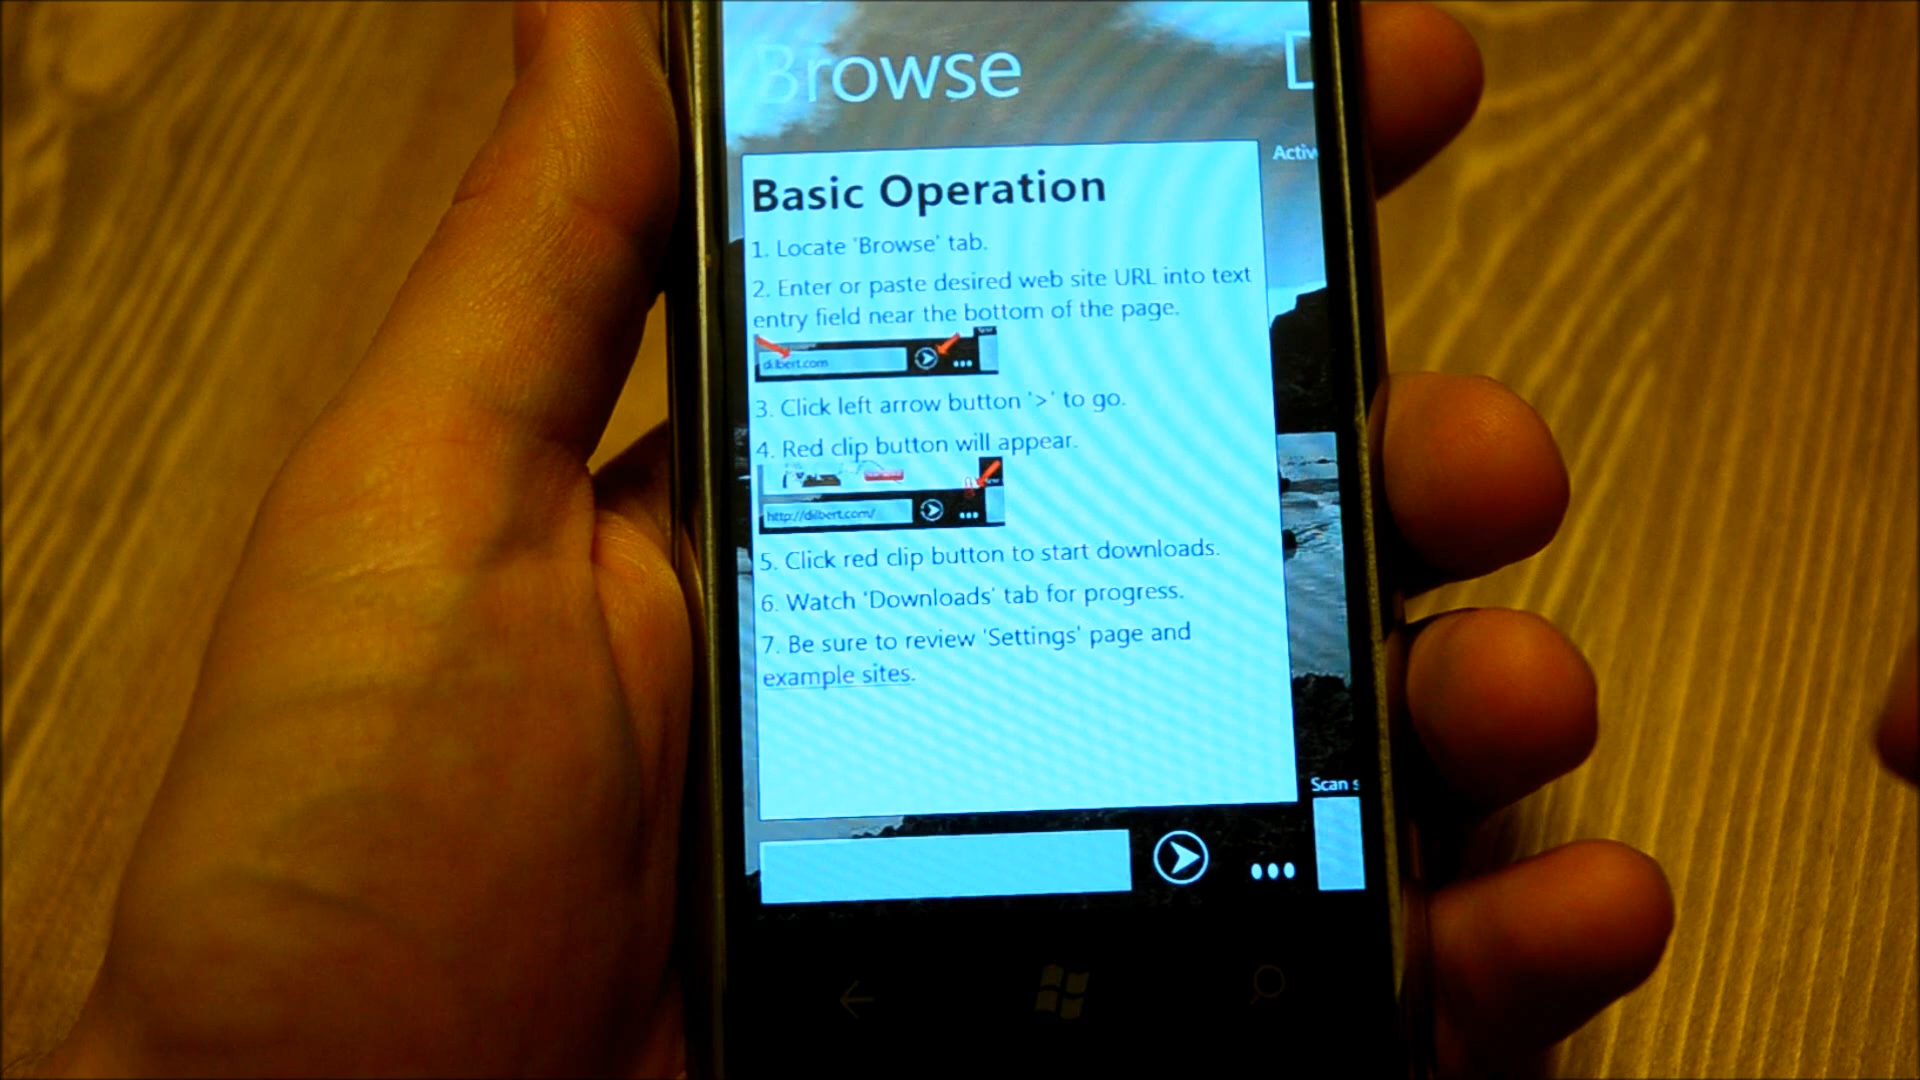 Browse
Activ
Basic Operation
1. Locate 'Browse' tab.
2. Enter or paste desired web site URL into text
entry field near the bottom of the page.
dilbert.com
3. Click left arrow button '>' to go.
4. Red clip button will appear.
http://dilbert.com/
5. Click red clip button to start downloads.
6. Watch 'Downloads' tab for progress.
7. Be sure to review 'Settings' page and
example sites.
Scan s